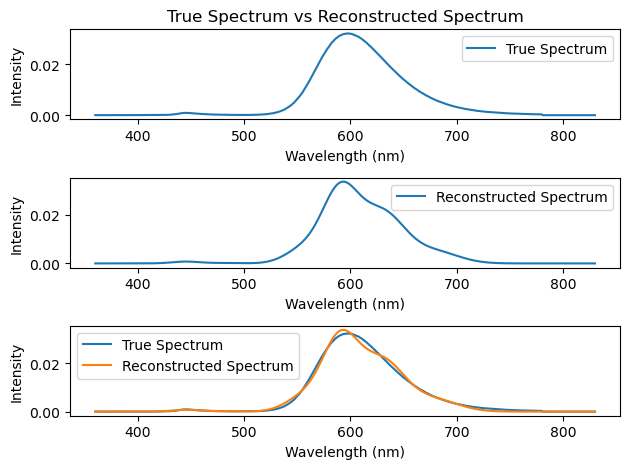 True Spectrum vs Reconstructed Spectrum
Intensity
0.02
0.00
True Spectrum
400 500 600 700 800
Wavelength (nm)
Intensity
0.02
0.00
Reconstructed Spectrum
400 500 600 700 800
Wavelength (nm)
Intensity
0.02
0.00
True Spectrum
Reconstructed Spectrum
400 500 600 700 800
Wavelength (nm)